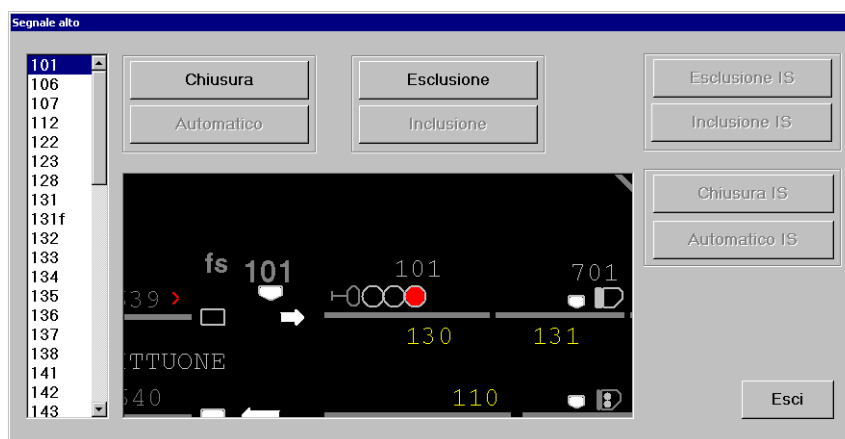 Segnale alto
101
106
107
112
122
123
128
131
131f
132
133
134
135
136
137
138
141
142
143
Chiusura
Automatico
Esclusione
Inclusione
Esclusione IS
Inclusione IS
Chiusura IS
Automatico IS
fs 101 101 701
39 >
130 131
TTUONE
540 110
Esci